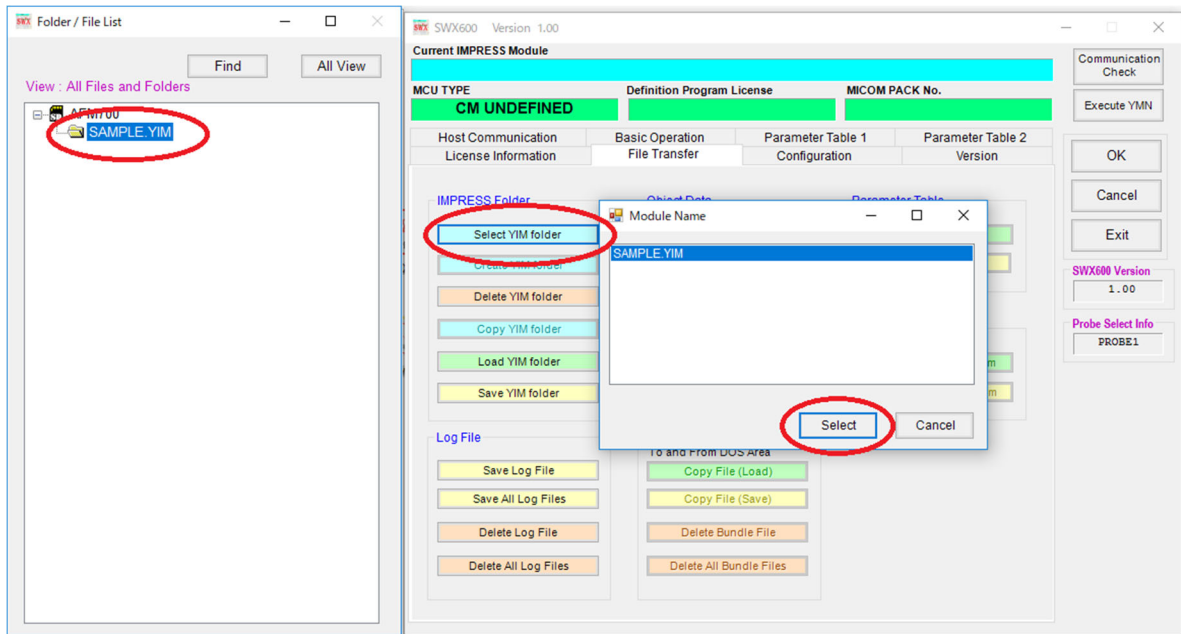 Folder / File List
Find
All View
View : All Files and Folders
AFM700
SAMPLE.YIM
SWX600 Version 1.00
Current IMPRESS Module
MCU TYPE
Definition Program License
MICOM PACK No.
CM UNDEFINED
Host Communication
Basic Operation
Parameter Table 1
Parameter Table 2
License Information
File Transfer
Configuration
Version
IMPRESS Folder
Object Data
Parameter Table
Select YIM folder
Create YIM folder
Delete YIM folder
Copy YIM folder
Load YIM folder
Save YIM folder
Log File
Save Log File
Save All Log Files
Delete Log File
Delete All Log Files
Module Name
SAMPLE.YIM
Select
Cancel
m
m
To and From DOS Area
Copy File (Load)
Copy File (Save)
Delete Bundle File
Delete All Bundle Files
Communication
Check
Execute YMN
OK
Cancel
Exit
SWX600 Version
1.00
Probe Select Info
PROBE1